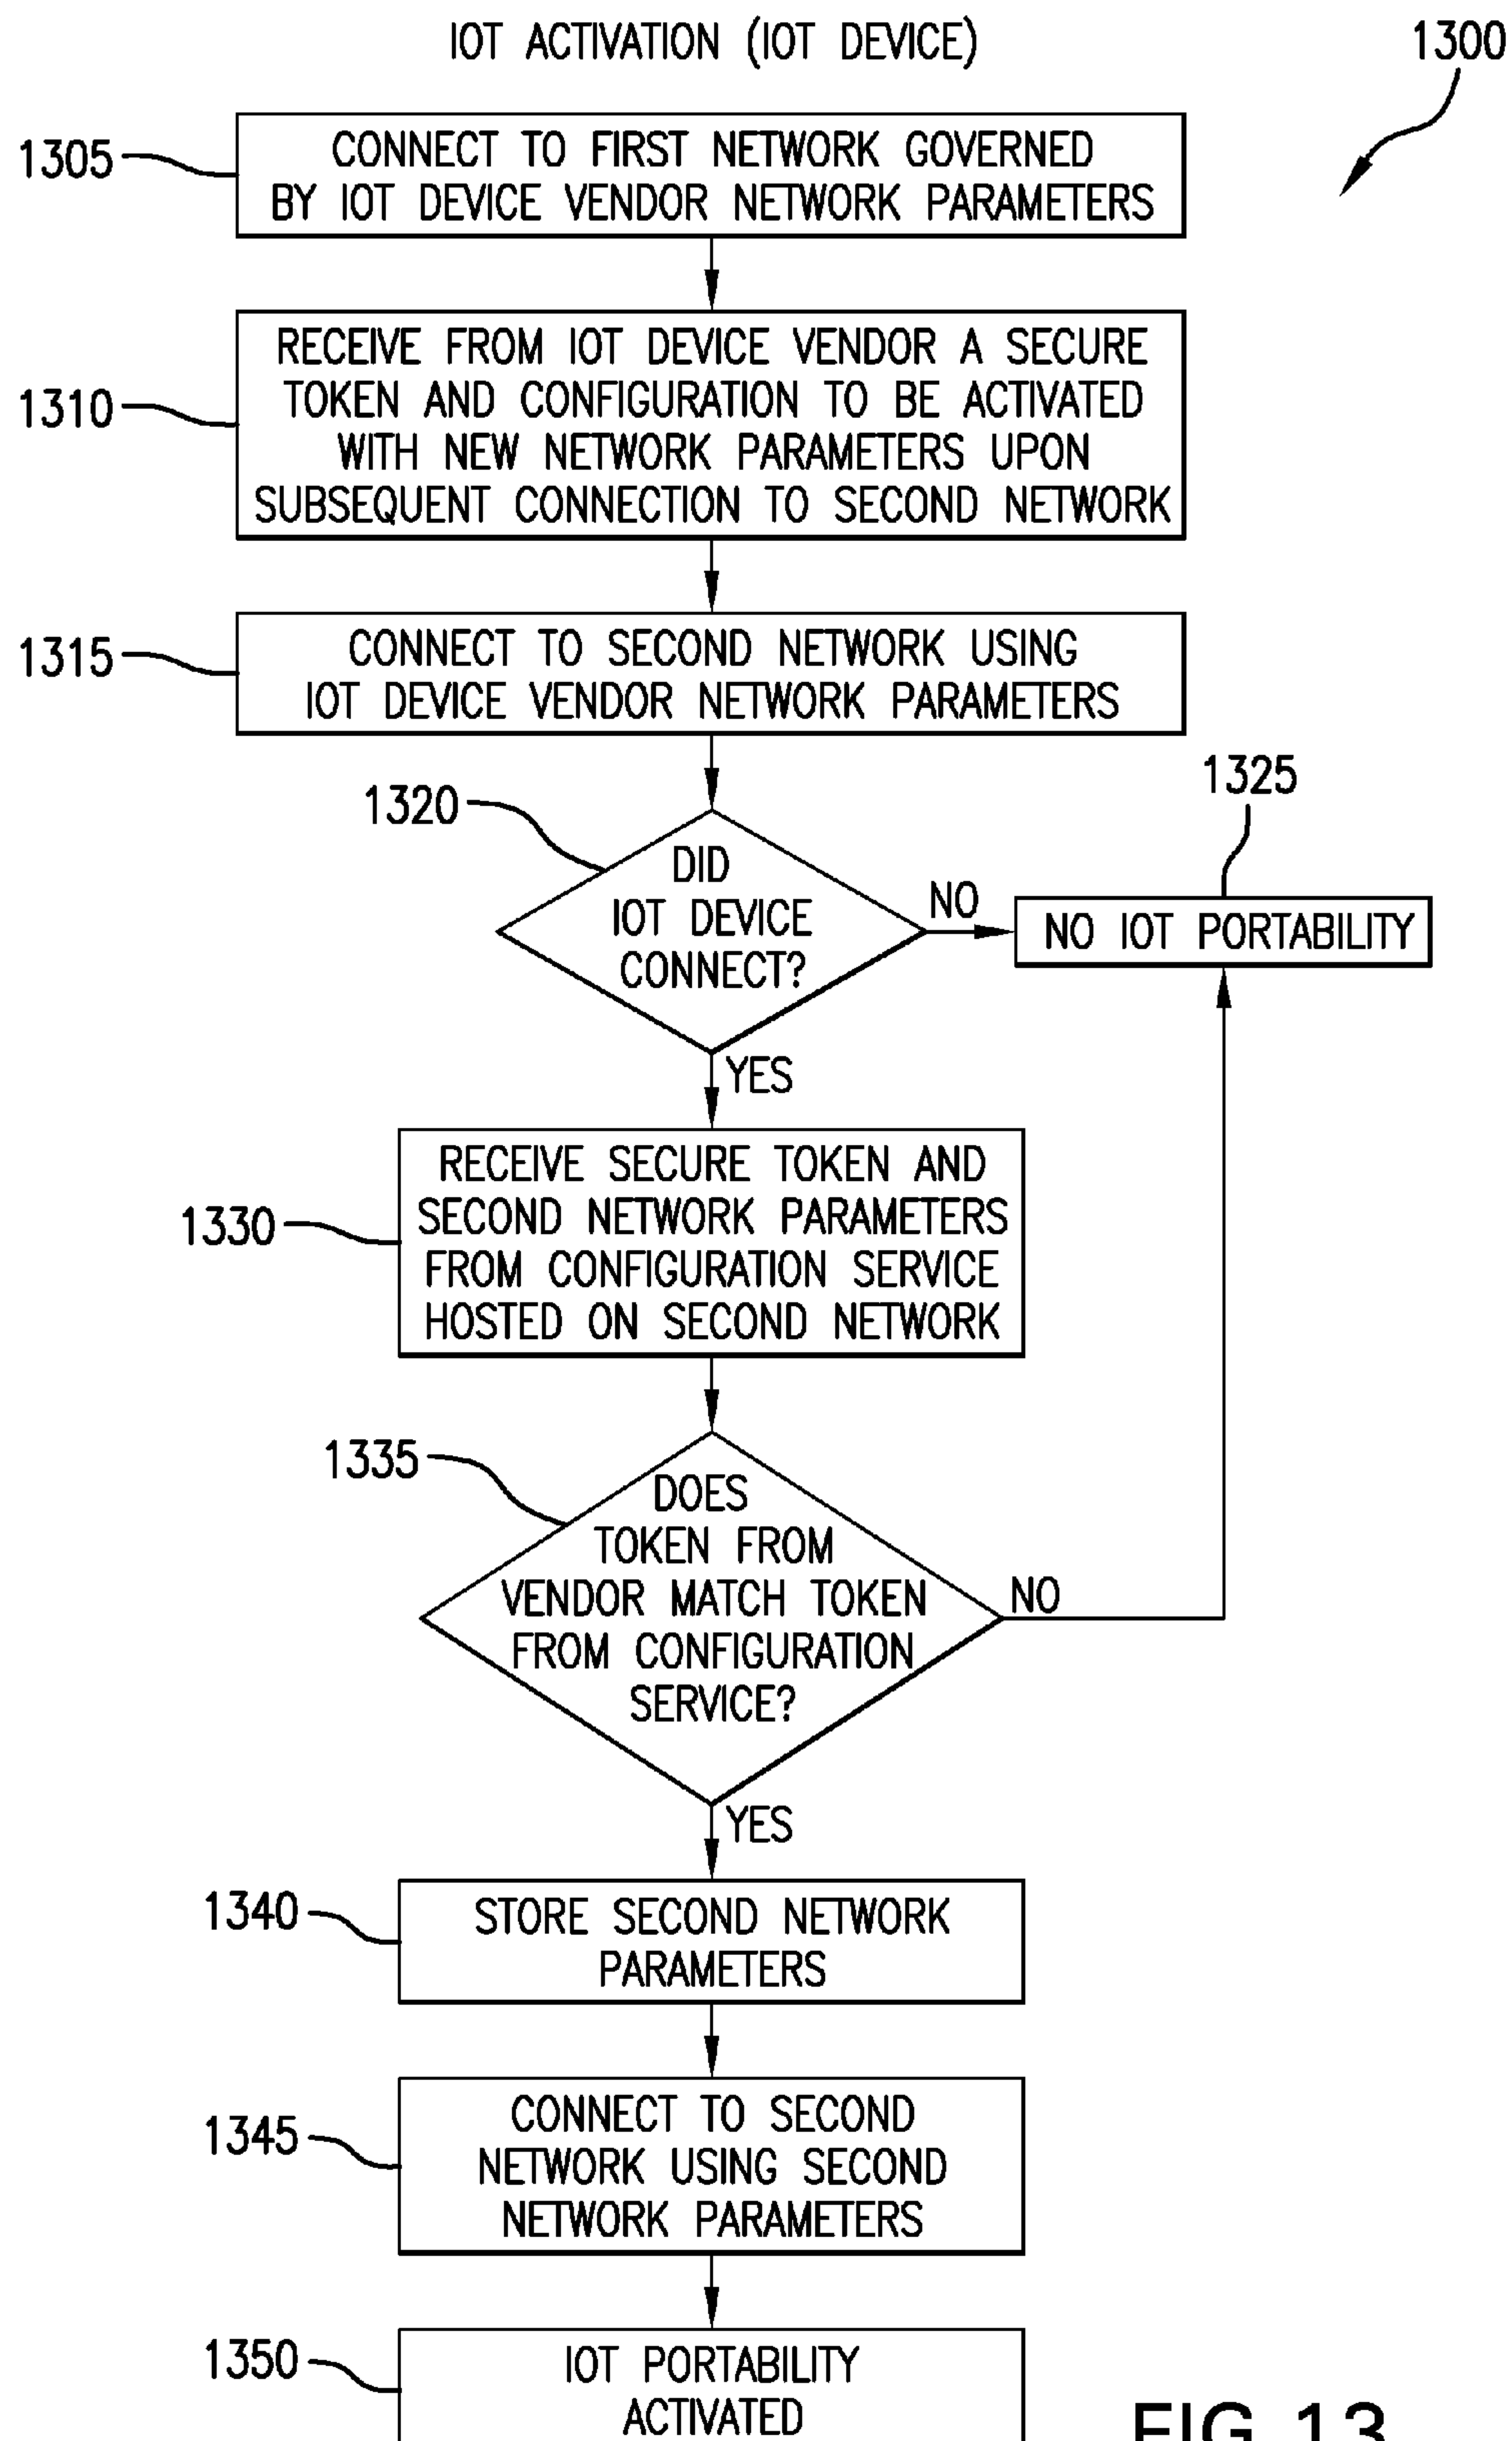 IOT ACTIVATION (IOT DEVICE)
1300
1305
CONNECT TO FIRST NETWORK GOVERNED
BY IOT DEVICE VENDOR NETWORK PARAMETERS
1310
RECEIVE FROM IOT DEVICE VENDOR A SECURE
TOKEN AND CONFIGURATION TO BE ACTIVATED
WITH NEW NETWORK PARAMETERS UPON
SUBSEQUENT CONNECTION TO SECOND NETWORK
1315
CONNECT TO SECOND NETWORK USING
IOT DEVICE VENDOR NETWORK PARAMETERS
1320
DID
IOT DEVICE
CONNECT?
NO
1325
NO IOT PORTABILITY
YES
1330
RECEIVE SECURE TOKEN AND
SECOND NETWORK PARAMETERS
FROM CONFIGURATION SERVICE
HOSTED ON SECOND NETWORK
1335
DOES
TOKEN FROM
VENDOR MATCH TOKEN
FROM CONFIGURATION
SERVICE?
NO
YES
1340
STORE SECOND NETWORK
PARAMETERS
1345
CONNECT TO SECOND
NETWORK USING SECOND
NETWORK PARAMETERS
1350
IOT PORTABILITY
ACTIVATED
FIG. 13